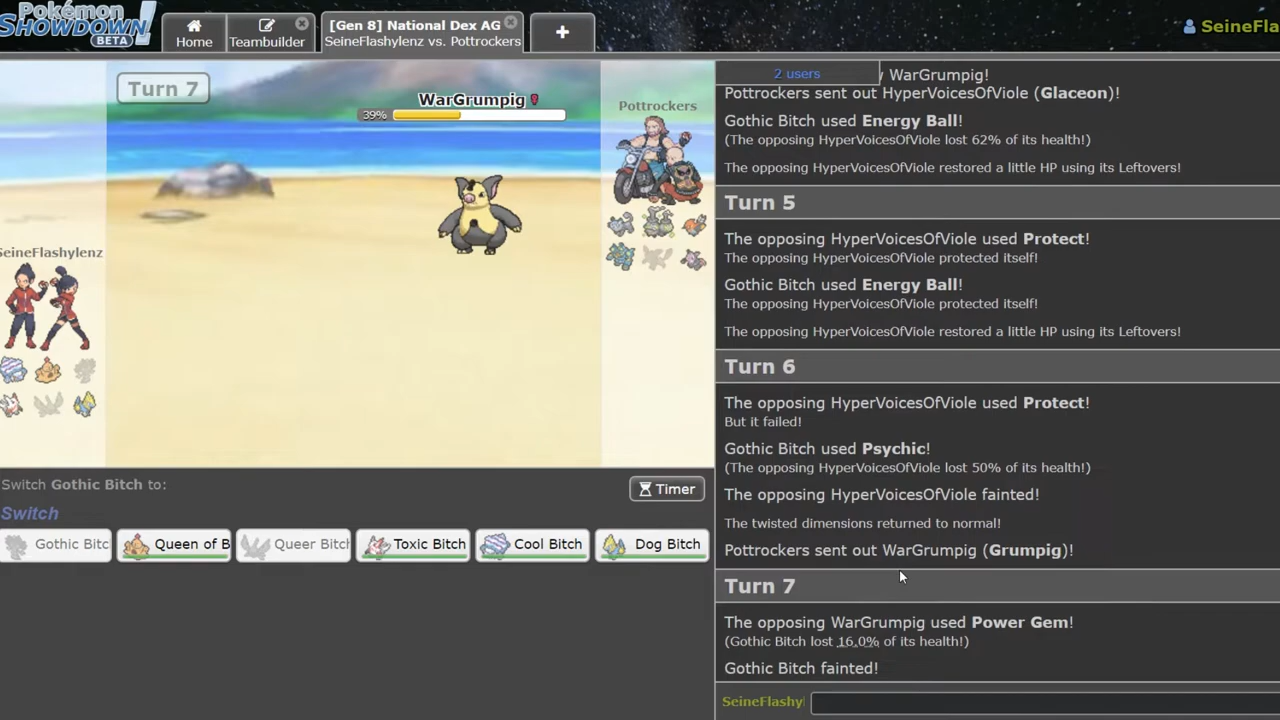 Pokémon
SHOWDOWN!
BETA
Home
Teambuilder
[Gen 8] National Dex AG
SeineFlashylenz vs. Pottrockers
SeineFla
Turn 7
WarGrumpig
39%
Pottrockers
SeineFlashylenz
Switch Gothic Bitch to:
Timer
Switch
Gothic Bitc
Queen of B
Queer Bitch
Toxic Bitch
Cool Bitch
Dog Bitch
2 users
WarGrumpig!
Pottrockers sent out HyperVoicesOfViole (Glaceon)!
Gothic Bitch used Energy Ball!
(The opposing HyperVoicesOfViole lost 62% of its health!)
The opposing HyperVoicesOfViole restored a little HP using its Leftovers!
Turn 5
The opposing HyperVoicesOfViole used Protect!
The opposing HyperVoicesOfViole protected itself!
Gothic Bitch used Energy Ball!
The opposing HyperVoicesOfViole protected itself!
The opposing HyperVoicesOfViole restored a little HP using its Leftovers!
Turn 6
The opposing HyperVoicesOfViole used Protect!
But it failed!
Gothic Bitch used Psychic!
(The opposing HyperVoicesOfViole lost 50% of its health!)
The opposing HyperVoicesOfViole fainted!
The twisted dimensions returned to normal!
Pottrockers sent out WarGrumpig (Grumpig)!
Turn 7
The opposing WarGrumpig used Power Gem!
(Gothic Bitch lost 16.0% of its health!)
Gothic Bitch fainted!
SeineFlashy